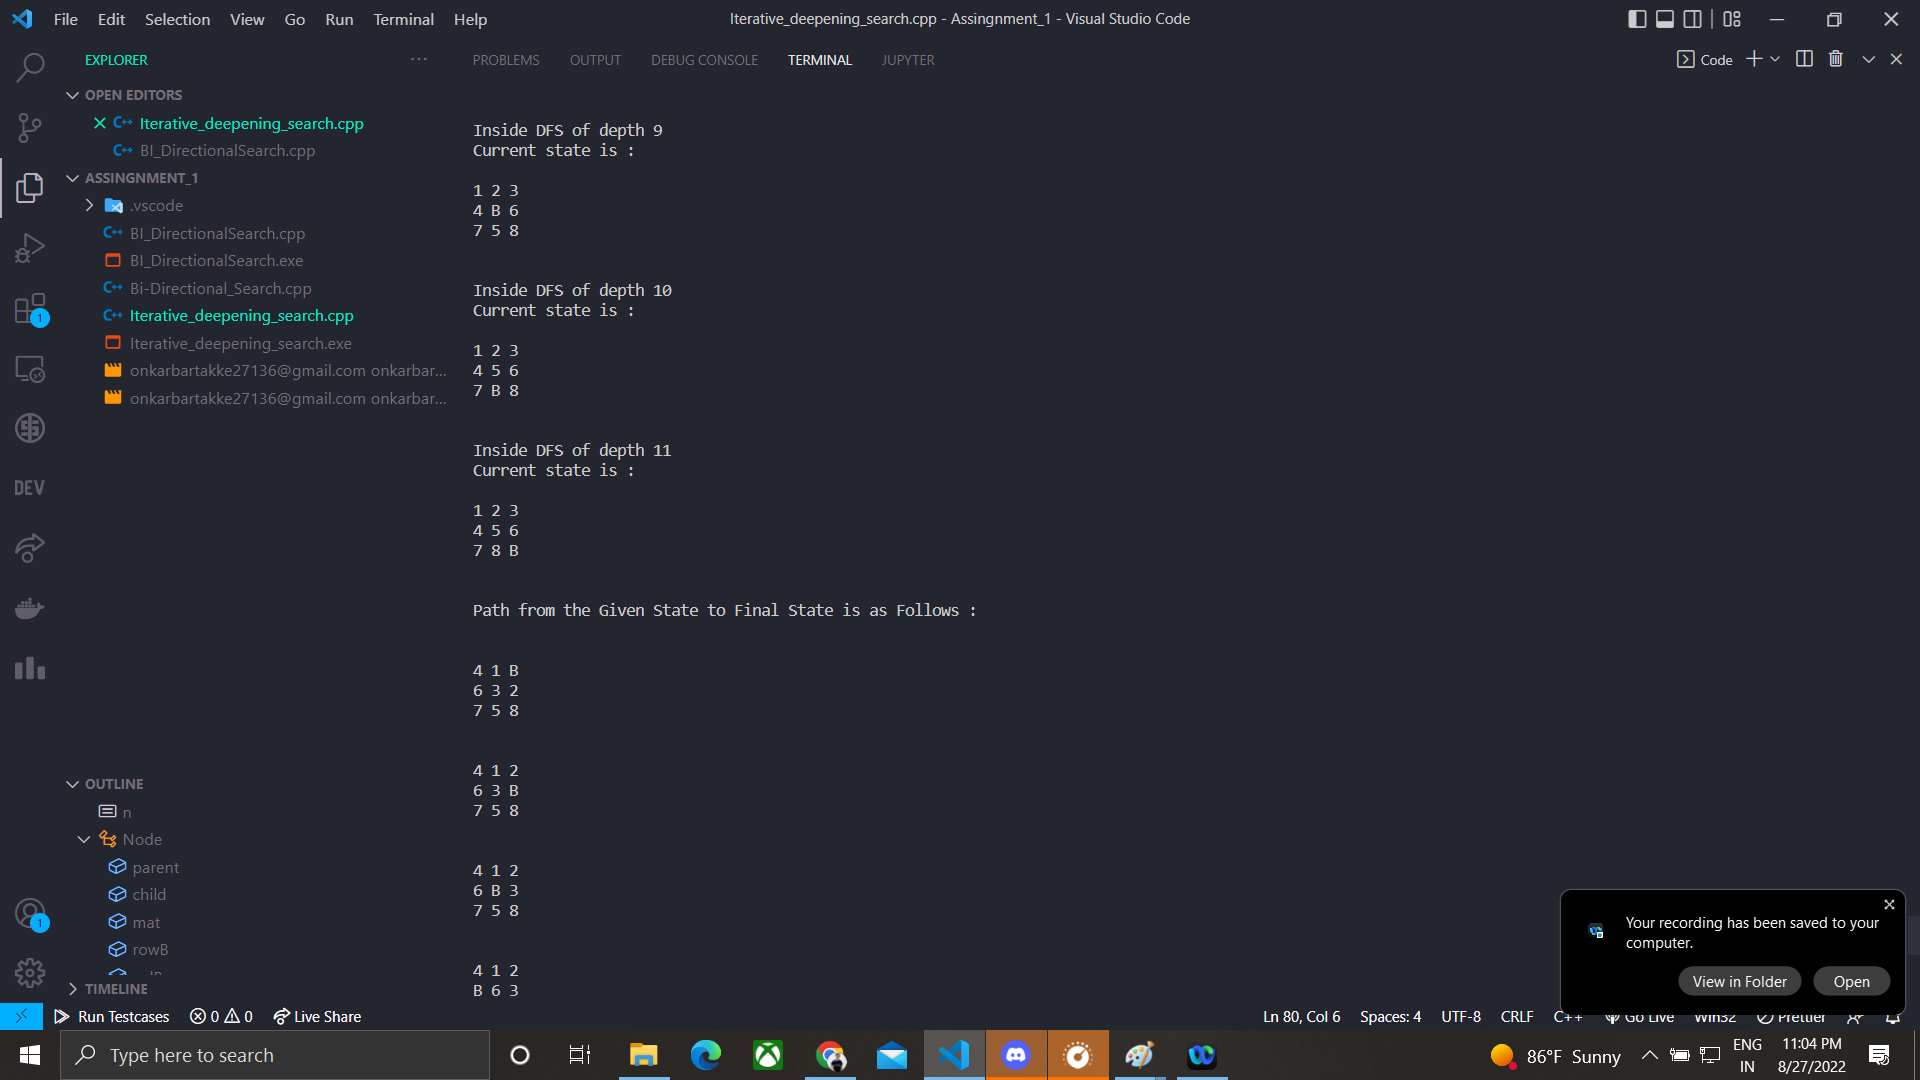 File Edit Selection View Go Run Terminal Help
Iterative_deepening_search.cpp - Assingnment_1 - Visual Studio Code
EXPLORER
OPEN EDITORS
Iterative_deepening_search.cpp
BI_DirectionalSearch.cpp
ASSINGNMENT_1
.vscode
BI_DirectionalSearch.cpp
BI_DirectionalSearch.exe
Bi-Directional_Search.cpp
Iterative_deepening_search.cpp
Iterative_deepening_search.exe
onkarbartakke27136@gmail.com onkarbar...
onkarbartakke27136@gmail.com onkarbar...
OUTLINE
n
Node
parent
child
mat
rowB
TIMELINE
DEV
1
1
PROBLEMS OUTPUT DEBUG CONSOLE TERMINAL JUPYTER
Code
Inside DFS of depth 9
Current state is :
1 2 3
4 B 6
7 5 8
Inside DFS of depth 10
Current state is :
1 2 3
4 5 6
7 B 8
Inside DFS of depth 11
Current state is :
1 2 3
4 5 6
7 8 B
Path from the Given State to Final State is as Follows :
4 1 B
6 3 2
7 5 8
4 1 2
6 3 B
7 5 8
4 1 2
6 B 3
7 5 8
4 1 2
B 6 3
Your recording has been saved to your
computer.
View in Folder Open
Run Testcases 0 0 Live Share
Ln 80, Col 6 Spaces: 4 UTF-8 CRLF C++ Go Live Win32 Prettier
Type here to search
86°F Sunny
ENG
IN
11:04 PM
8/27/2022